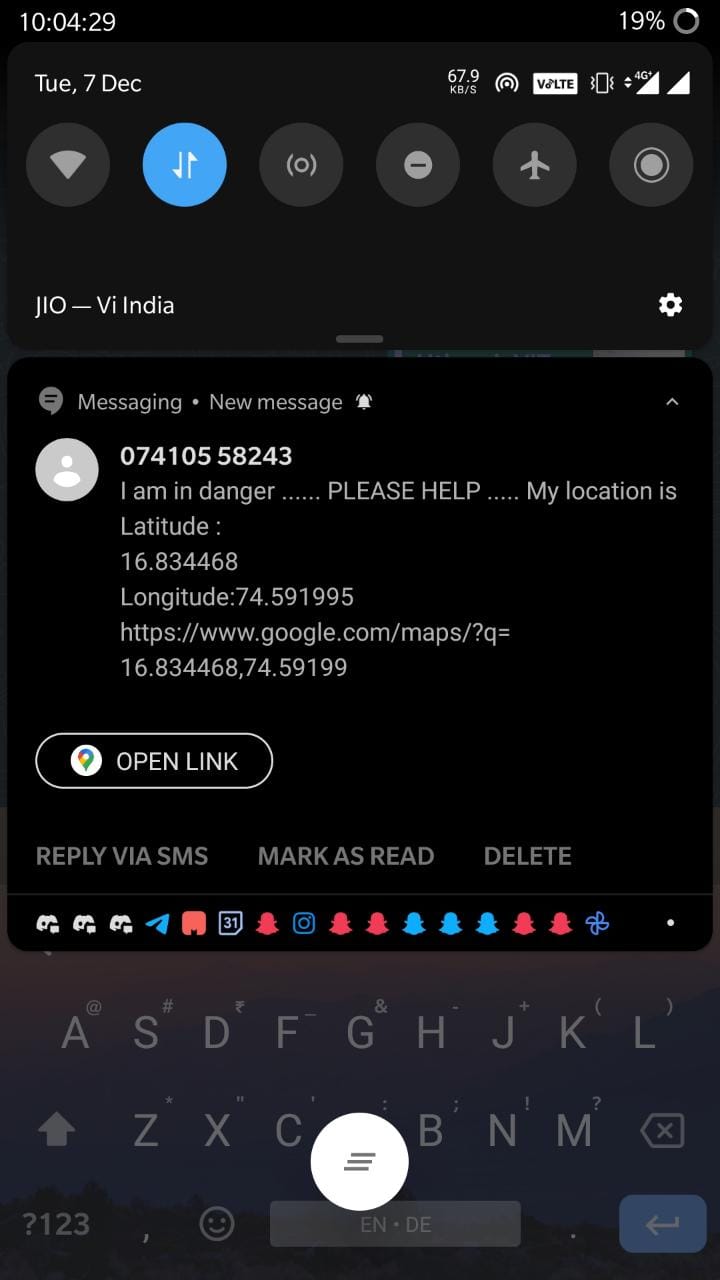 10:04:29 19%
Tue, 7 Dec 67.9 KB/S VoLTE 4G+
JIO — Vi India
Messaging • New message
074105 58243
I am in danger ...... PLEASE HELP ..... My location is
Latitude :
16.834468
Longitude:74.591995
https://www.google.com/maps/?q=
16.834468,74.59199
OPEN LINK
REPLY VIA SMS MARK AS READ DELETE
31
@ # ₹ _ & - + ( )
A S D F G H J K L
* " ' : ; ! ?
Z X C B N M
?123 , EN • DE .